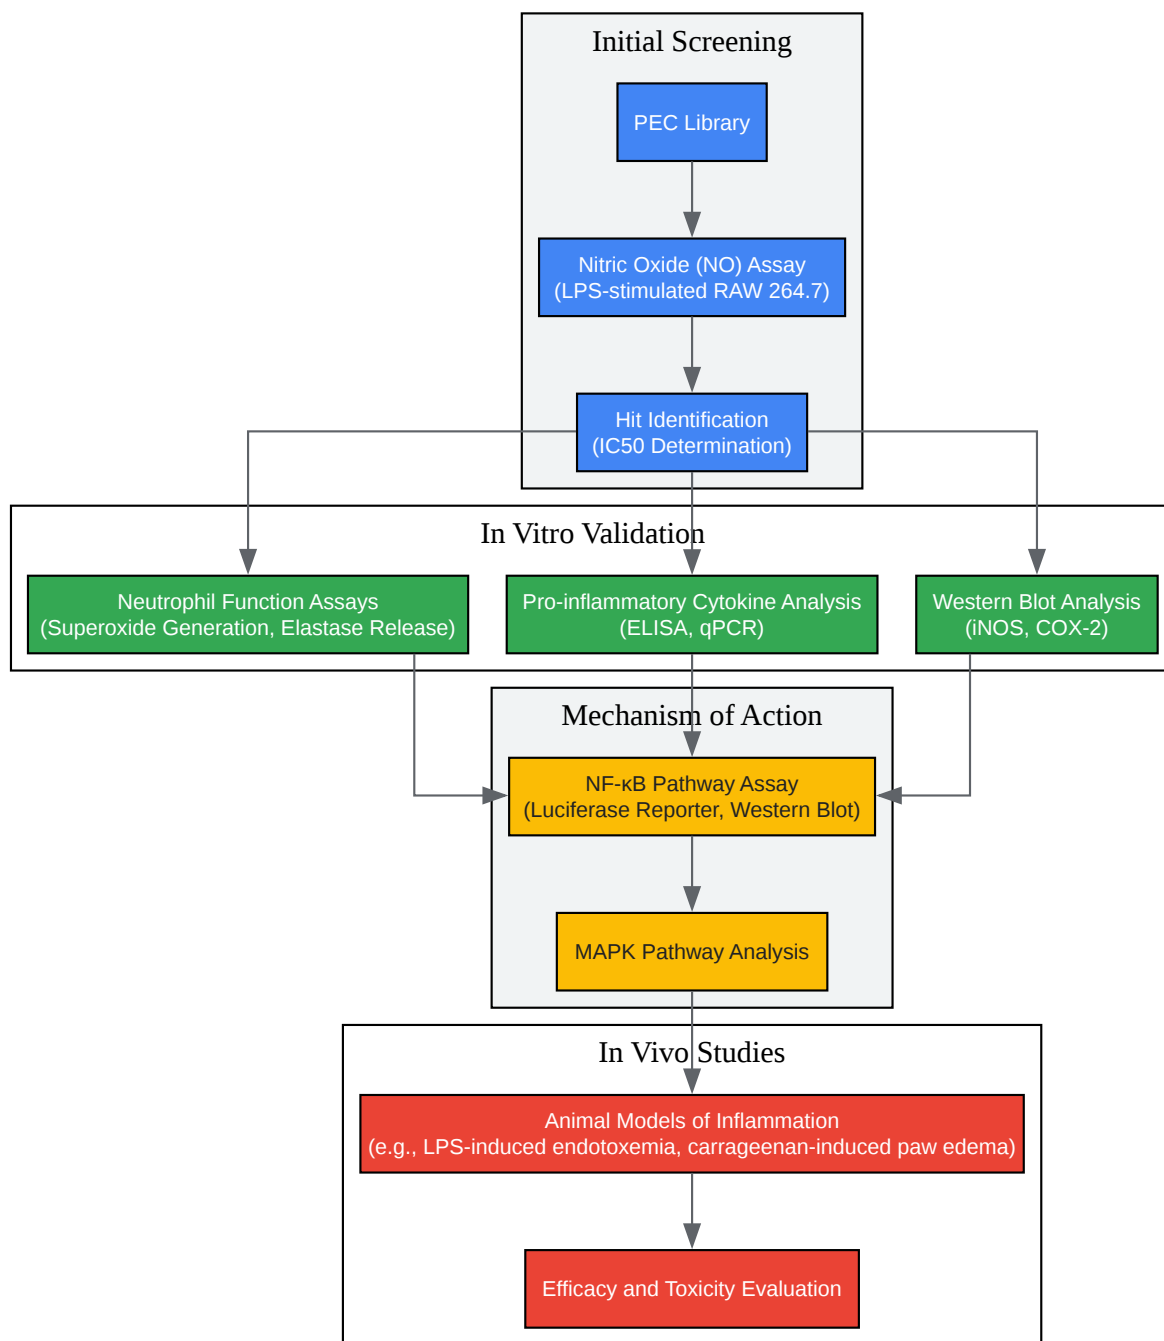 Initial Screening
PEC Library
Nitric Oxide (NO) Assay
(LPS-stimulated RAW 264.7)
Hit Identification
(IC50 Determination)
In Vitro Validation
Neutrophil Function Assays
(Superoxide Generation, Elastase Release)
Pro-inflammatory Cytokine Analysis
(ELISA, qPCR)
Western Blot Analysis
(iNOS, COX-2)
Mechanism of Action
NF-κB Pathway Assay
(Luciferase Reporter, Western Blot)
MAPK Pathway Analysis
In Vivo Studies
Animal Models of Inflammation
(e.g., LPS-induced endotoxemia, carrageenan-induced paw edema)
Efficacy and Toxicity Evaluation